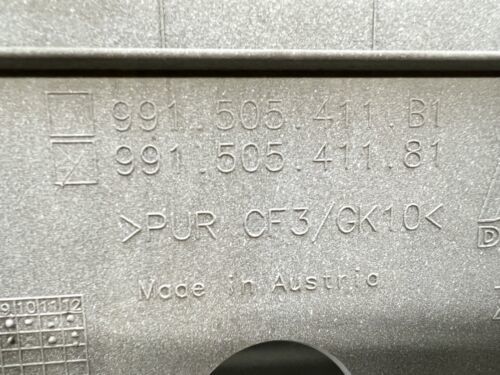 991.505.411.B1
991.505.411.81
>PUR CF3/GK10<
Made in Austria
9 10 11 12
D